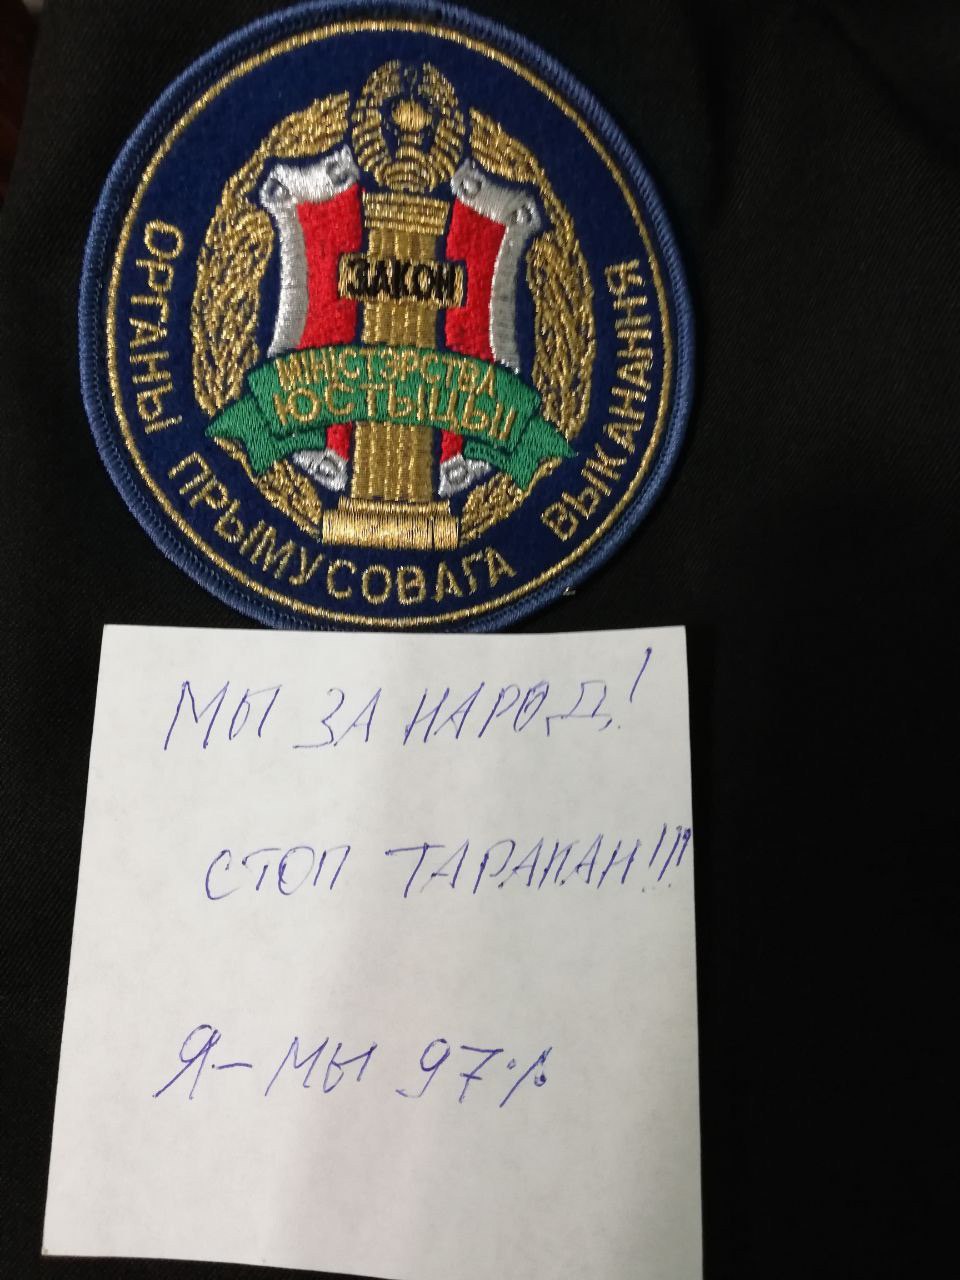 ОРГАНЫ ПРЫМУСОВАГА ВЫКАНАННЯ
ЗАКОН
МІНІСТЭРСТВА
ЮСТЫЦЫІ
МЫ ЗА НАРОД!
СТОП ТАРАКАН!!!
Я-МЫ 97%